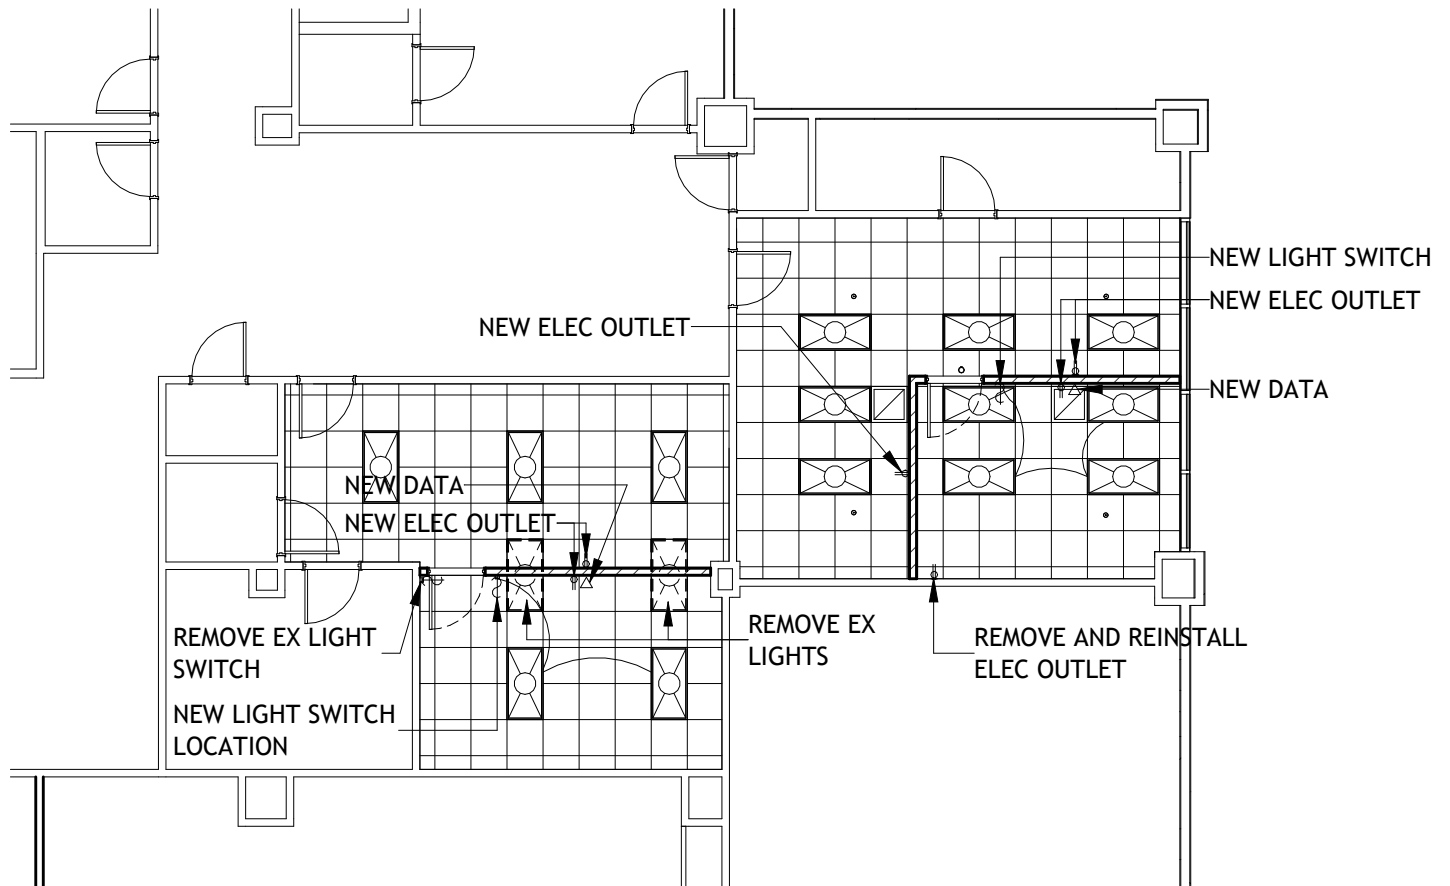 NEW LIGHT SWITCH
NEW ELEC OUTLET
NEW ELEC OUTLET
NEW DATA
NEW DATA
NEW ELEC OUTLET
REMOVE EX LIGHT
SWITCH
REMOVE EX
LIGHTS
REMOVE AND REINSTALL
ELEC OUTLET
NEW LIGHT SWITCH
LOCATION